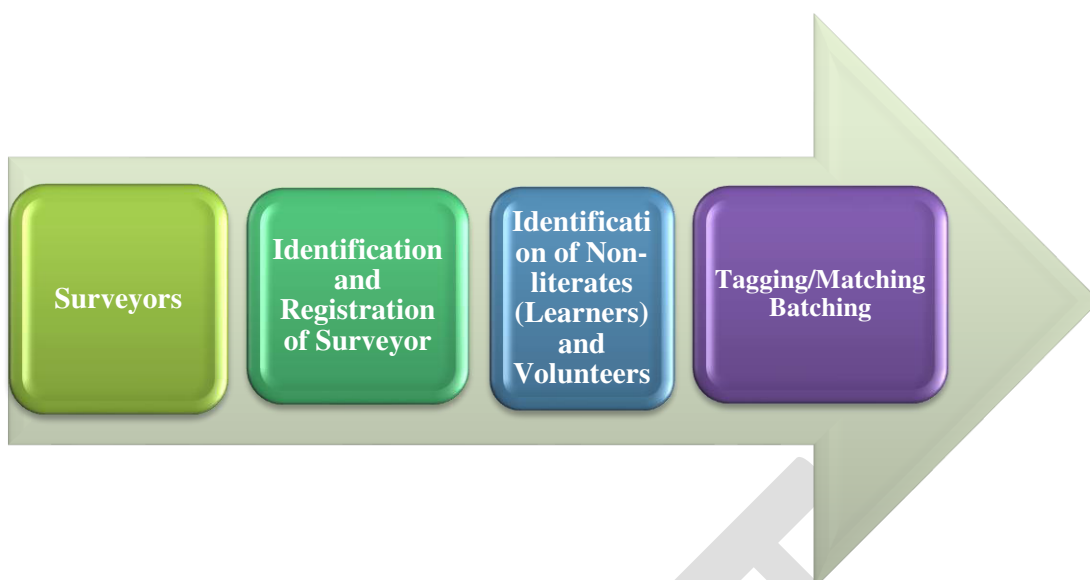 Surveyors
Identification
and
Registration
of Surveyor
Identificati
on of Non-
literates
(Learners)
and
Volunteers
Tagging/Matching
Batching